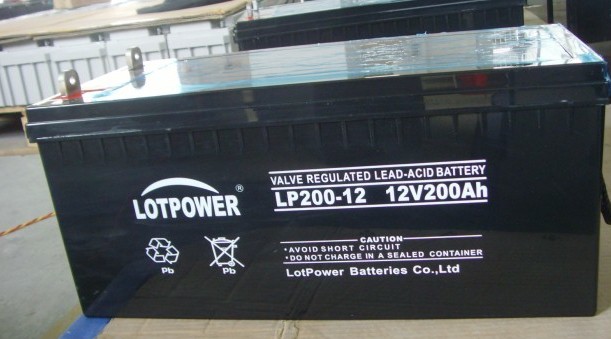 LOTPOWER®
VALVE REGULATED LEAD-ACID BATTERY
LP200-12 12V200Ah
Pb Pb
CAUTION
• AVOID SHORT CIRCUIT
• DO NOT CHARGE IN A SEALED CONTAINER
LotPower Batteries Co.,Ltd